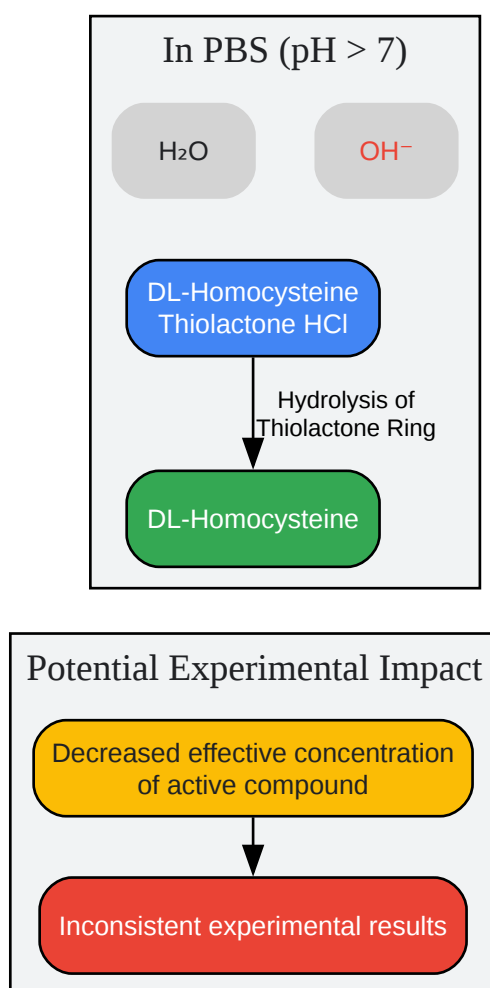 In PBS (pH > 7)
H₂O
OH⁻
DL-Homocysteine
Thiolactone HCl
Hydrolysis of
Thiolactone Ring
DL-Homocysteine
Potential Experimental Impact
Decreased effective concentration
of active compound
Inconsistent experimental results